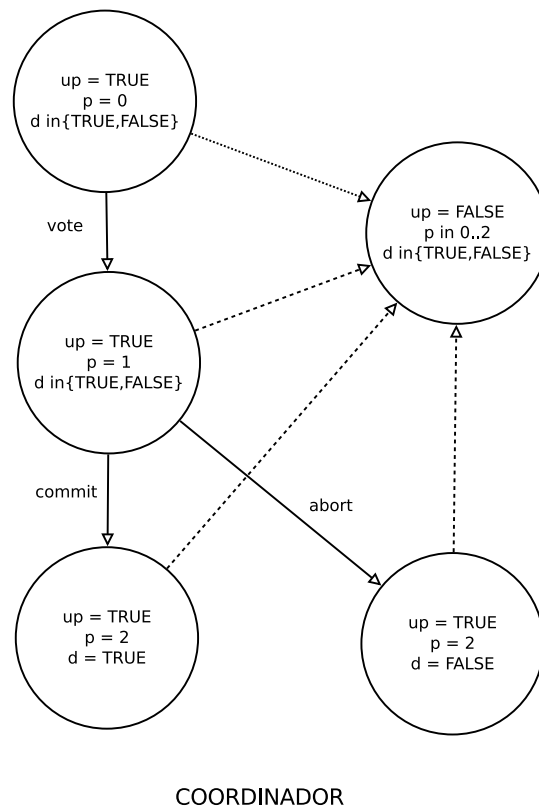 up = TRUE
p = 0
d in{TRUE,FALSE}
up = FALSE
p in 0..2
d in{TRUE,FALSE}
vote
up = TRUE
p = 1
d in{TRUE,FALSE}
commit
abort
up = TRUE
p = 2
d = TRUE
up = TRUE
p = 2
d = FALSE
COORDINADOR